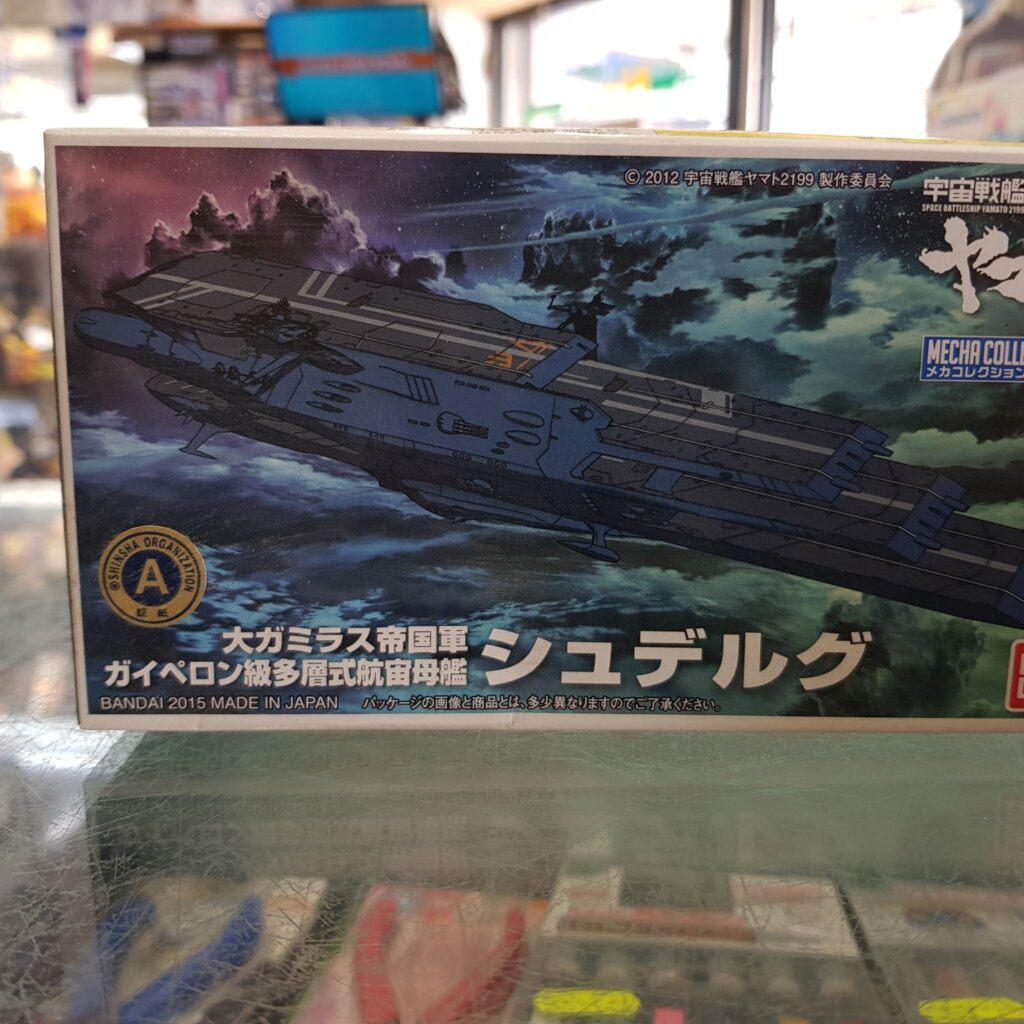 © 2012 宇宙戦艦ヤマト2199 製作委員会
宇宙戦艦
SPACE BATTLESHIP YAMATO 2199
ヤマ
MECHA COLLE
メカコレクション
@SHINSHA ORGANIZATION
A
証紙
大ガミラス帝国軍
ガイペロン級多層式航宙母艦
シュデルグ
BANDAI 2015 MADE IN JAPAN
パッケージの画像と商品とは、多少異なりますのでご了承ください。